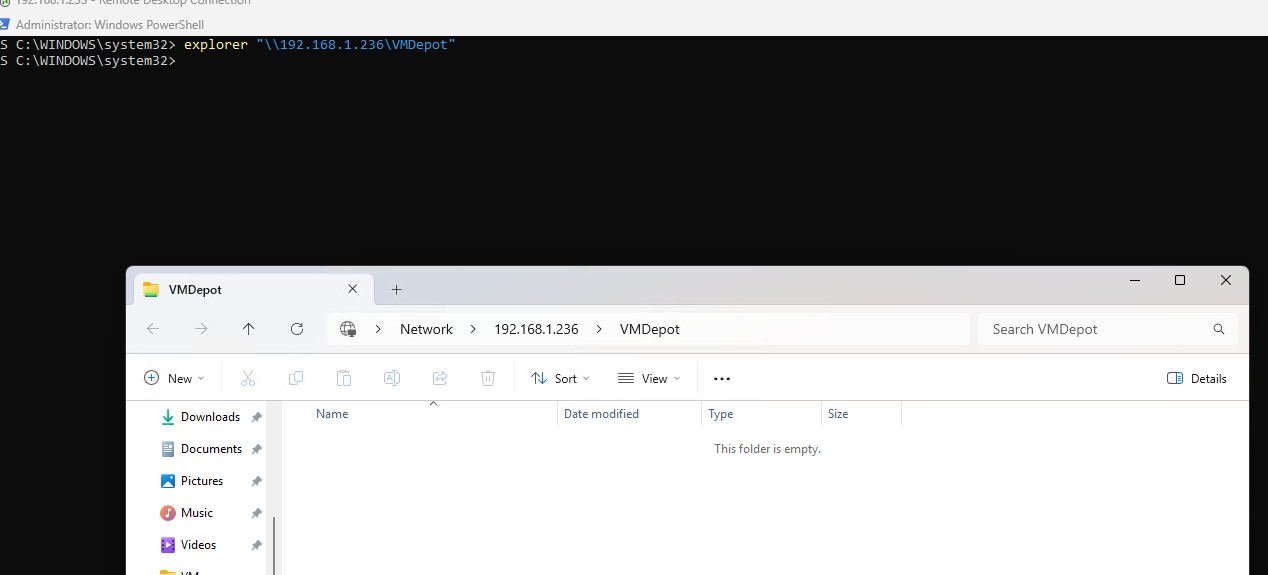 192.168.1.233 - Remote Desktop Connection
Administrator: Windows PowerShell
S C:\WINDOWS\system32> explorer "\\192.168.1.236\VMDepot"
S C:\WINDOWS\system32>
VMDepot
Network > 192.168.1.236 > VMDepot
Search VMDepot
New
Sort
View
Details
Name
Date modified
Type
Size
Downloads
This folder is empty.
Documents
Pictures
Music
Videos